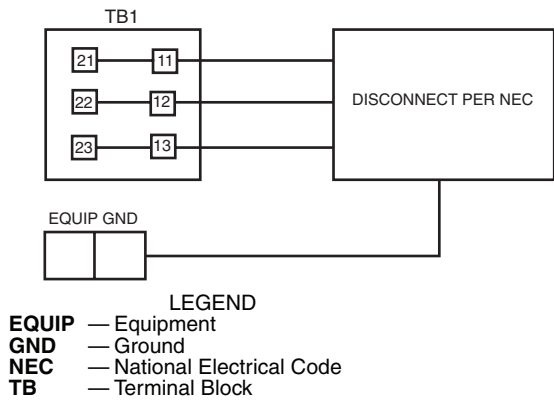 TB1
21 11
22 12
23 13
DISCONNECT PER NEC
EQUIP GND
LEGEND
EQUIP — Equipment
GND — Ground
NEC — National Electrical Code
TB — Terminal Block